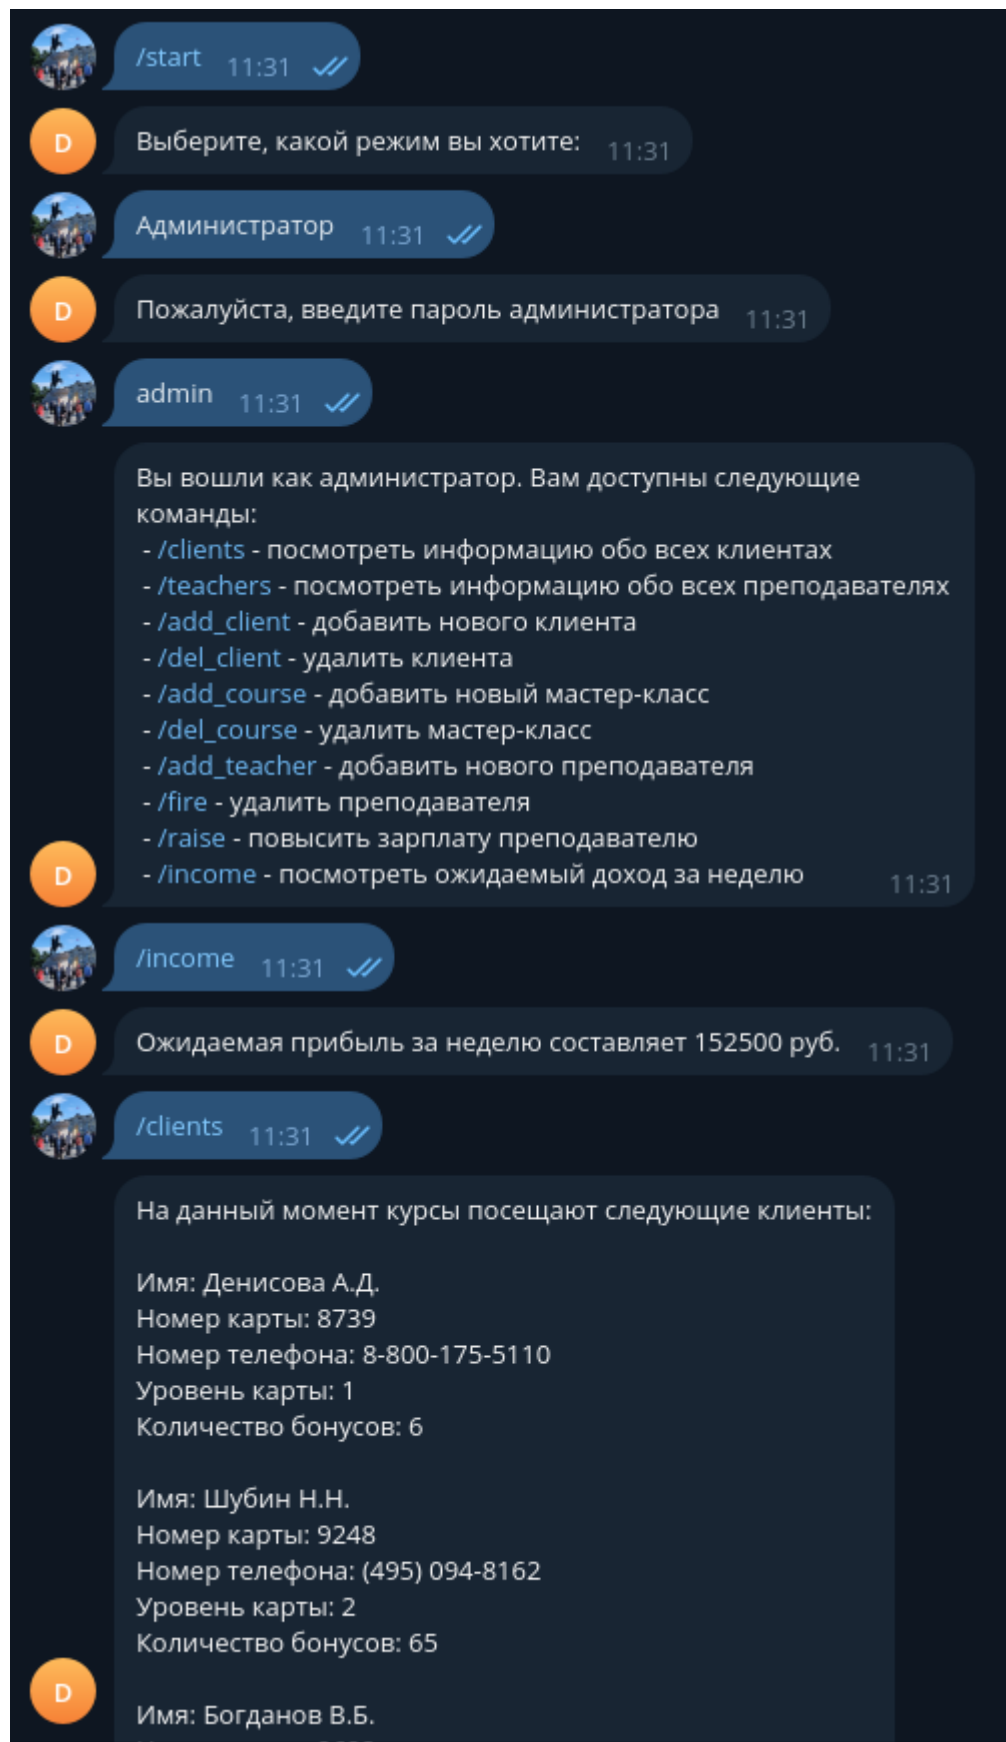 /start 11:31
D
Выберите, какой режим вы хотите: 11:31
Администратор 11:31
D
Пожалуйста, введите пароль администратора 11:31
admin 11:31
Вы вошли как администратор. Вам доступны следующие
команды:
- /clients - посмотреть информацию обо всех клиентах
- /teachers - посмотреть информацию обо всех преподавателях
- /add_client - добавить нового клиента
- /del_client - удалить клиента
- /add_course - добавить новый мастер-класс
- /del_course - удалить мастер-класс
- /add_teacher - добавить нового преподавателя
- /fire - удалить преподавателя
- /raise - повысить зарплату преподавателю
- /income - посмотреть ожидаемый доход за неделю 11:31
D
/income 11:31
D
Ожидаемая прибыль за неделю составляет 152500 руб. 11:31
/clients 11:31
На данный момент курсы посещают следующие клиенты:
Имя: Денисова А.Д.
Номер карты: 8739
Номер телефона: 8-800-175-5110
Уровень карты: 1
Количество бонусов: 6
Имя: Шубин Н.Н.
Номер карты: 9248
Номер телефона: (495) 094-8162
Уровень карты: 2
Количество бонусов: 65
D
Имя: Богданов В.Б.